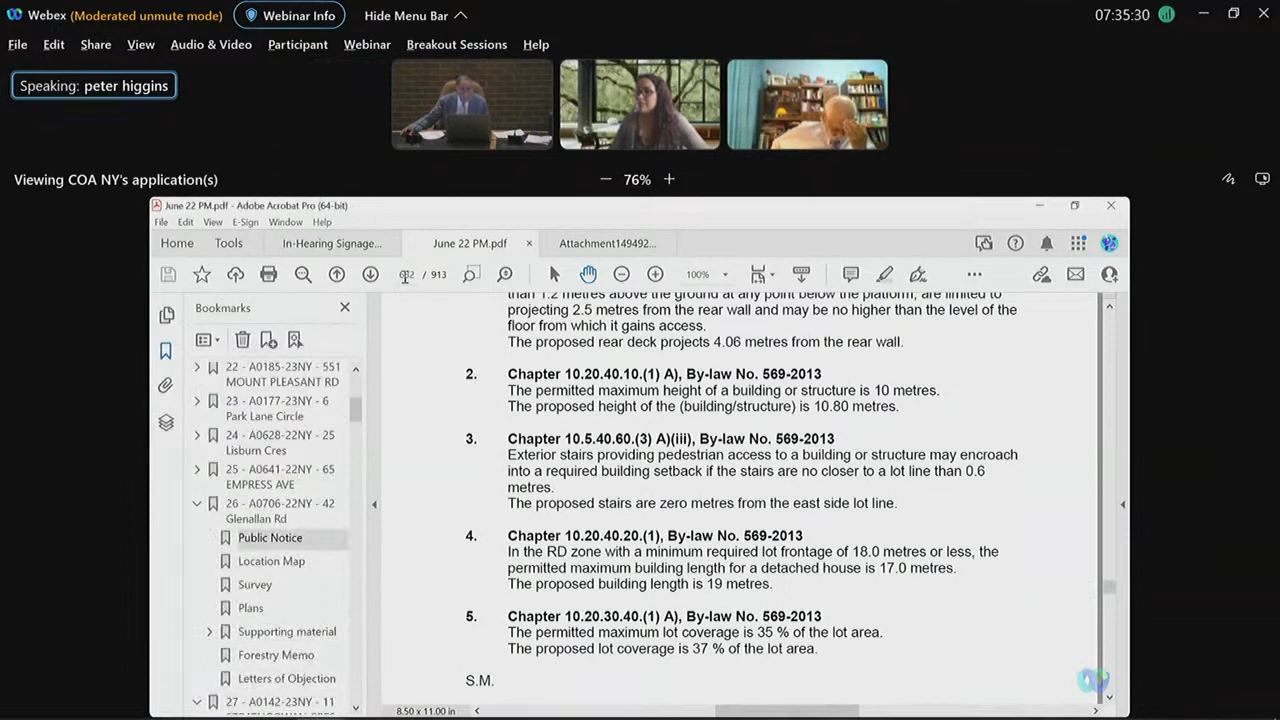 Webex (Moderated unmute mode) Webinar Info Hide Menu Bar 07:35:30
File Edit Share View Audio & Video Participant Webinar Breakout Sessions Help
Speaking: peter higgins
Viewing COA NY's application(s) 76%
June 22 PM.pdf - Adobe Acrobat Pro (64-bit)
File Edit View E-Sign Window Help
Home Tools In-Hearing Signage... June 22 PM.pdf Attachment149492...
/ 913 100%
Bookmarks
22 - A0185-23NY - 551
MOUNT PLEASANT RD
23 - A0177-23NY - 6
Park Lane Circle
24 - A0628-22NY - 25
Lisburn Cres
25 - A0641-22NY - 65
EMPRESS AVE
26 - A0706-22NY - 42
Glenallan Rd
Public Notice
Location Map
Survey
Plans
Supporting material
Forestry Memo
Letters of Objection
27 - A0142-23NY - 11
than 1.2 metres above the ground at any point below the platform, are limited to
projecting 2.5 metres from the rear wall and may be no higher than the level of the
floor from which it gains access.
The proposed rear deck projects 4.06 metres from the rear wall.
2. Chapter 10.20.40.10.(1) A), By-law No. 569-2013
The permitted maximum height of a building or structure is 10 metres.
The proposed height of the (building/structure) is 10.80 metres.
3. Chapter 10.5.40.60.(3) A)(iii), By-law No. 569-2013
Exterior stairs providing pedestrian access to a building or structure may encroach
into a required building setback if the stairs are no closer to a lot line than 0.6
metres.
The proposed stairs are zero metres from the east side lot line.
4. Chapter 10.20.40.20.(1), By-law No. 569-2013
In the RD zone with a minimum required lot frontage of 18.0 metres or less, the
permitted maximum building length for a detached house is 17.0 metres.
The proposed building length is 19 metres.
5. Chapter 10.20.30.40.(1) A), By-law No. 569-2013
The permitted maximum lot coverage is 35 % of the lot area.
The proposed lot coverage is 37 % of the lot area.
S.M.
8.50 x 11.00 in